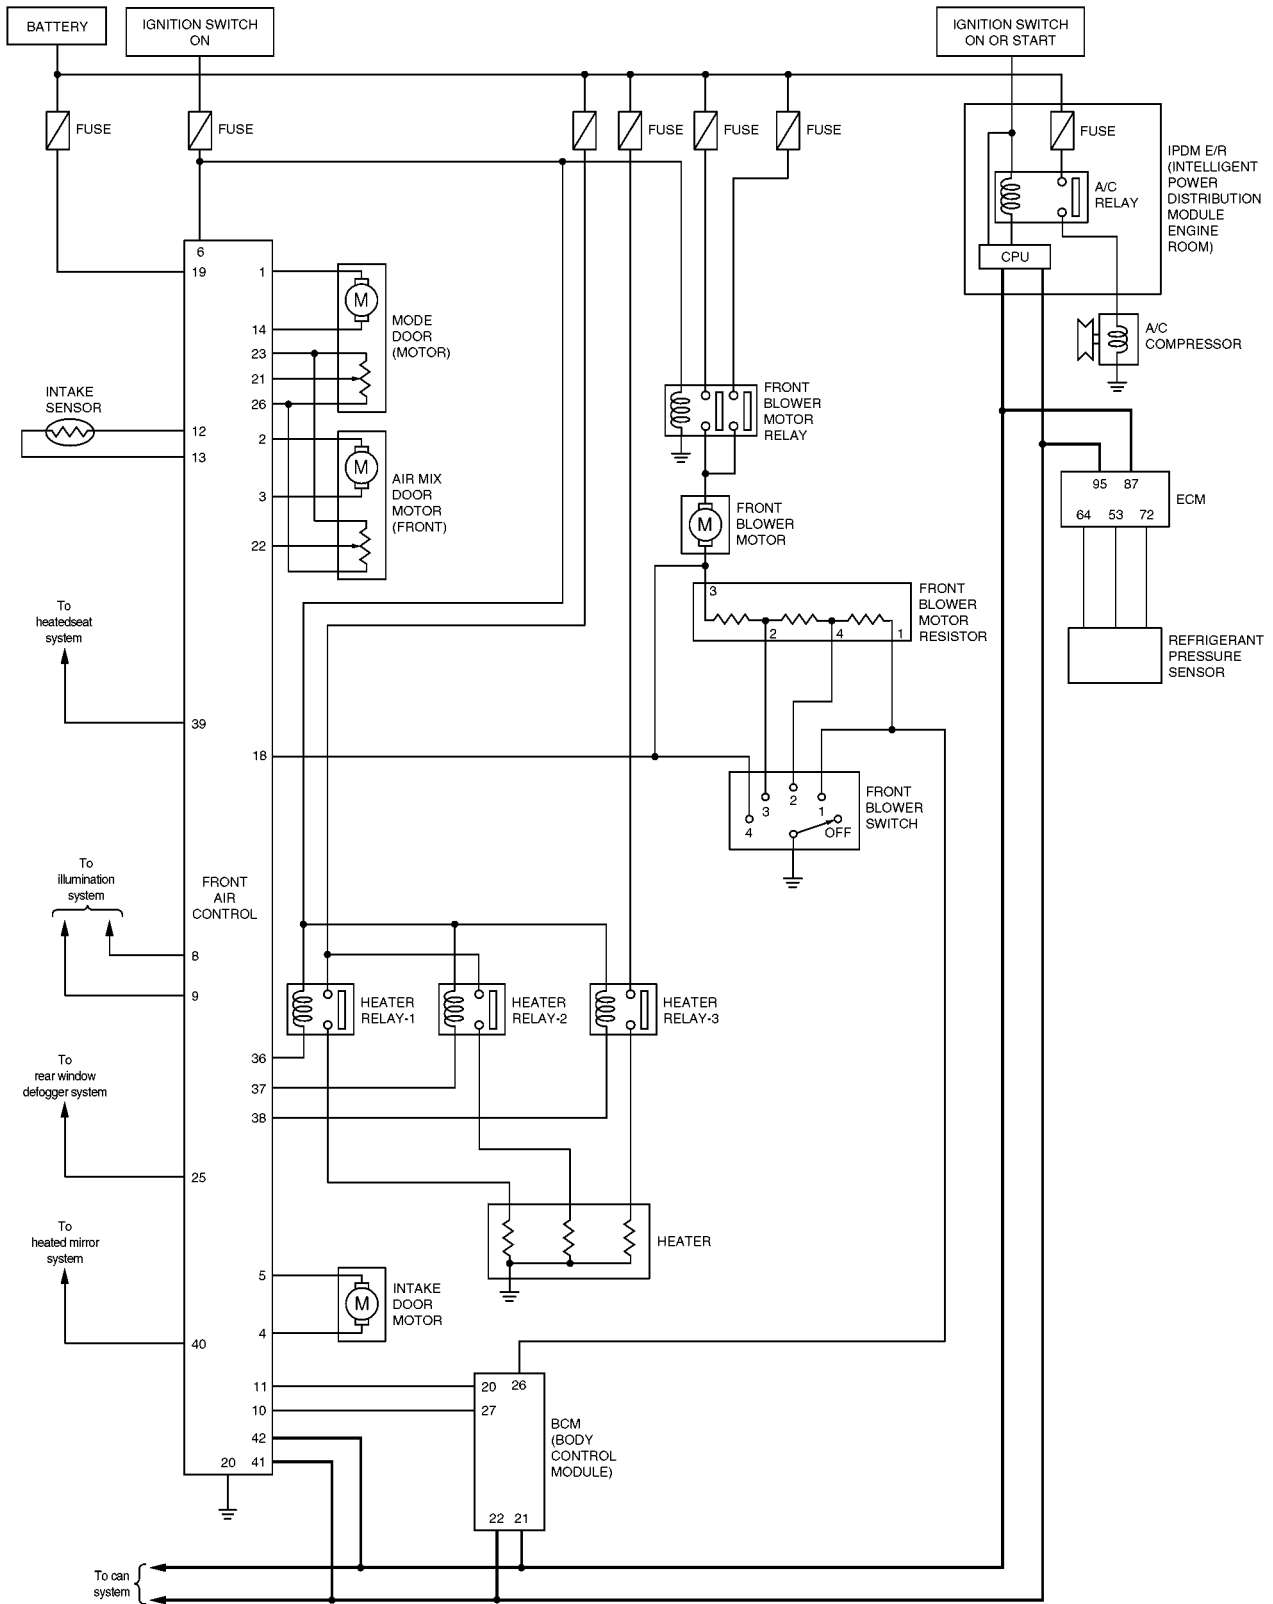 BATTERY
IGNITION SWITCH
ON
IGNITION SWITCH
ON OR START
FUSE
FUSE
FUSE
FUSE
FUSE
FUSE
IPDM E/R
(INTELLIGENT
POWER
DISTRIBUTION
MODULE
ENGINE
ROOM)
A/C
RELAY
CPU
A/C
COMPRESSOR
6
19
1
14
23
21
26
MODE
DOOR
(MOTOR)
M
INTAKE
SENSOR
12
13
2
3
22
M
AIR MIX
DOOR
MOTOR
(FRONT)
FRONT
BLOWER
MOTOR
RELAY
M
FRONT
BLOWER
MOTOR
95 87
64 53 72
ECM
3
2
4
1
FRONT
BLOWER
MOTOR
RESISTOR
REFRIGERANT
PRESSURE
SENSOR
To
heatedseat
system
39
18
4
3
2
1
OFF
FRONT
BLOWER
SWITCH
To
illumination
system
FRONT
AIR
CONTROL
8
9
HEATER
RELAY-1
HEATER
RELAY-2
HEATER
RELAY-3
36
37
38
To
rear window
defogger system
25
To
heated mirror
system
40
HEATER
5
4
M
INTAKE
DOOR
MOTOR
11
10
42
20 41
20 26
27
22 21
BCM
(BODY
CONTROL
MODULE)
To can
system